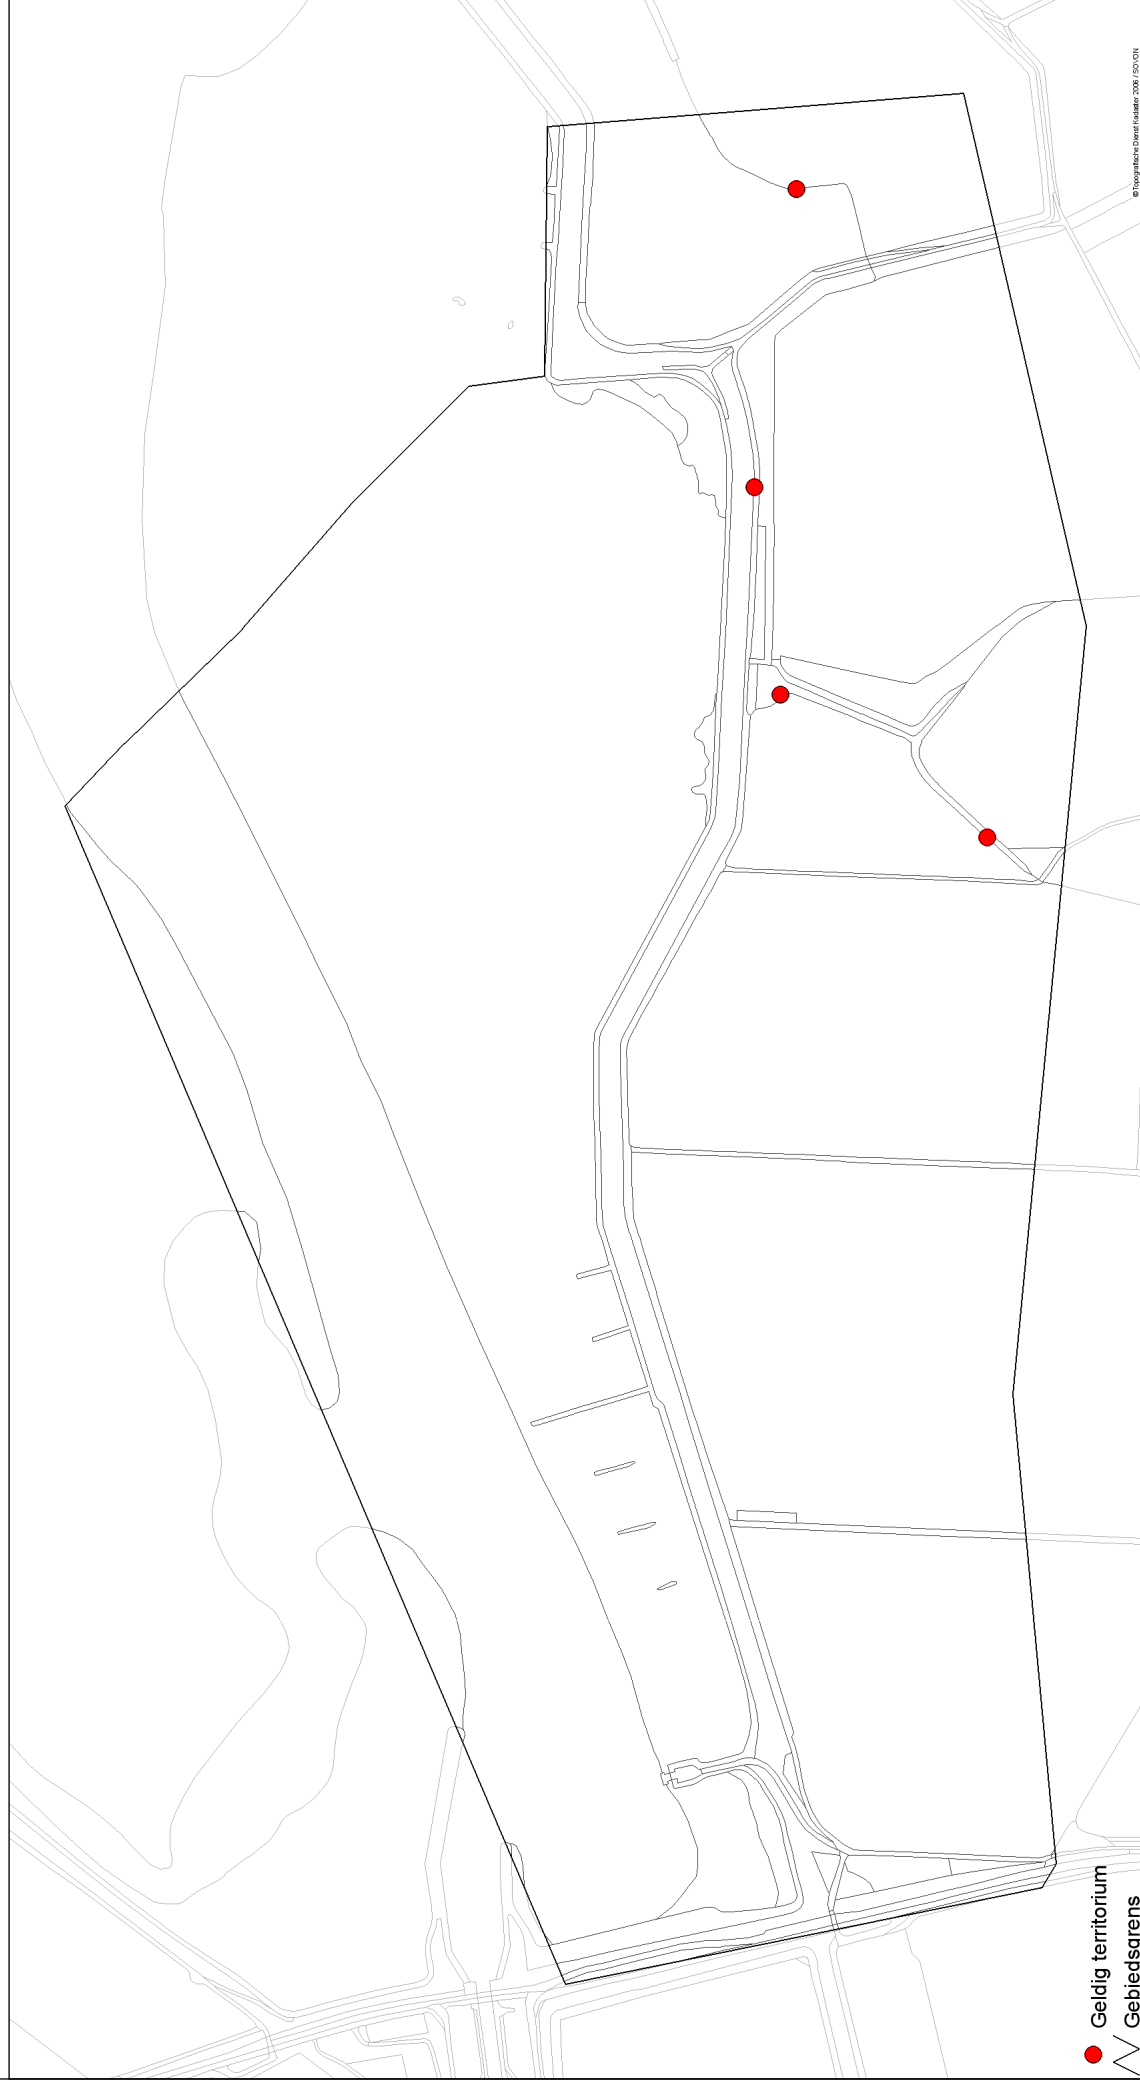 Geldig territorium
Gebiedsgrens
© Topografische Dienst Kadaster 2006 / SOVON